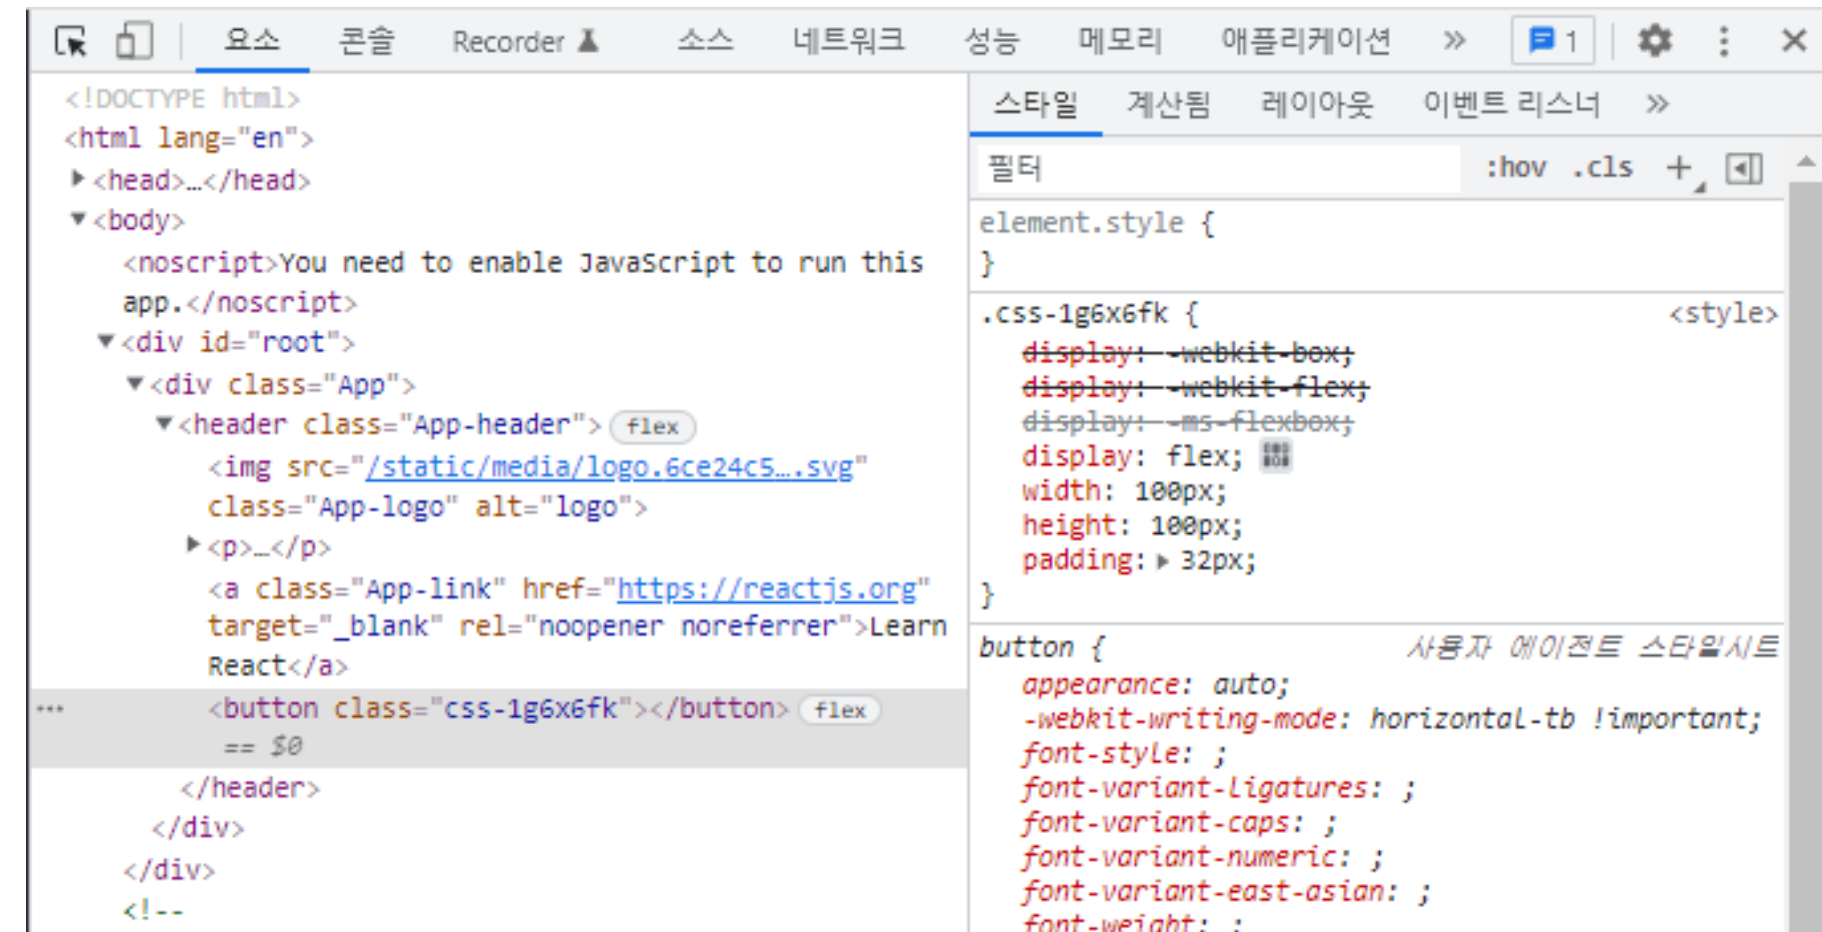 요소 콘솔 Recorder 소스 네트워크 성능 메모리 애플리케이션 » 1
<!DOCTYPE html>
<html lang="en">
<head>…</head>
<body>
<noscript>You need to enable JavaScript to run this
app.</noscript>
<div id="root">
<div class="App">
<header class="App-header"> flex
<img src="/static/media/logo.6ce24c5….svg"
class="App-logo" alt="logo">
<p>…</p>
<a class="App-link" href="https://reactjs.org"
target="_blank" rel="noopener noreferrer">Learn
React</a>
<button class="css-1g6x6fk"></button> flex
== $0
</header>
</div>
</div>
<!--
스타일 계산됨 레이아웃 이벤트 리스너 »
필터 :hov .cls +
element.style {
}
.css-1g6x6fk { <style>
display: -webkit-box;
display: -webkit-flex;
display: -ms-flexbox;
display: flex;
width: 100px;
height: 100px;
padding: 32px;
}
button { 사용자 에이전트 스타일시트
appearance: auto;
-webkit-writing-mode: horizontal-tb !important;
font-style: ;
font-variant-ligatures: ;
font-variant-caps: ;
font-variant-numeric: ;
font-variant-east-asian: ;
font-weight: ;